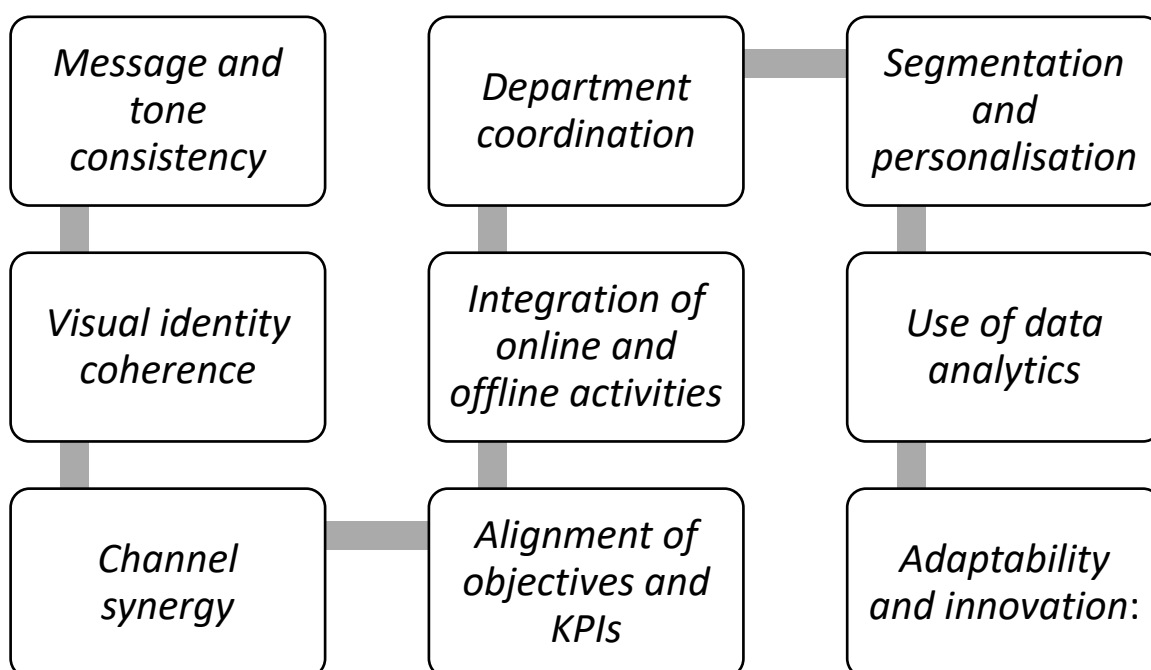 Message and
tone
consistency
Visual identity
coherence
Channel
synergy
Alignment of
objectives and
KPIs
Integration of
online and
offline activities
Department
coordination
Segmentation
and
personalisation
Use of data
analytics
Adaptability
and innovation: